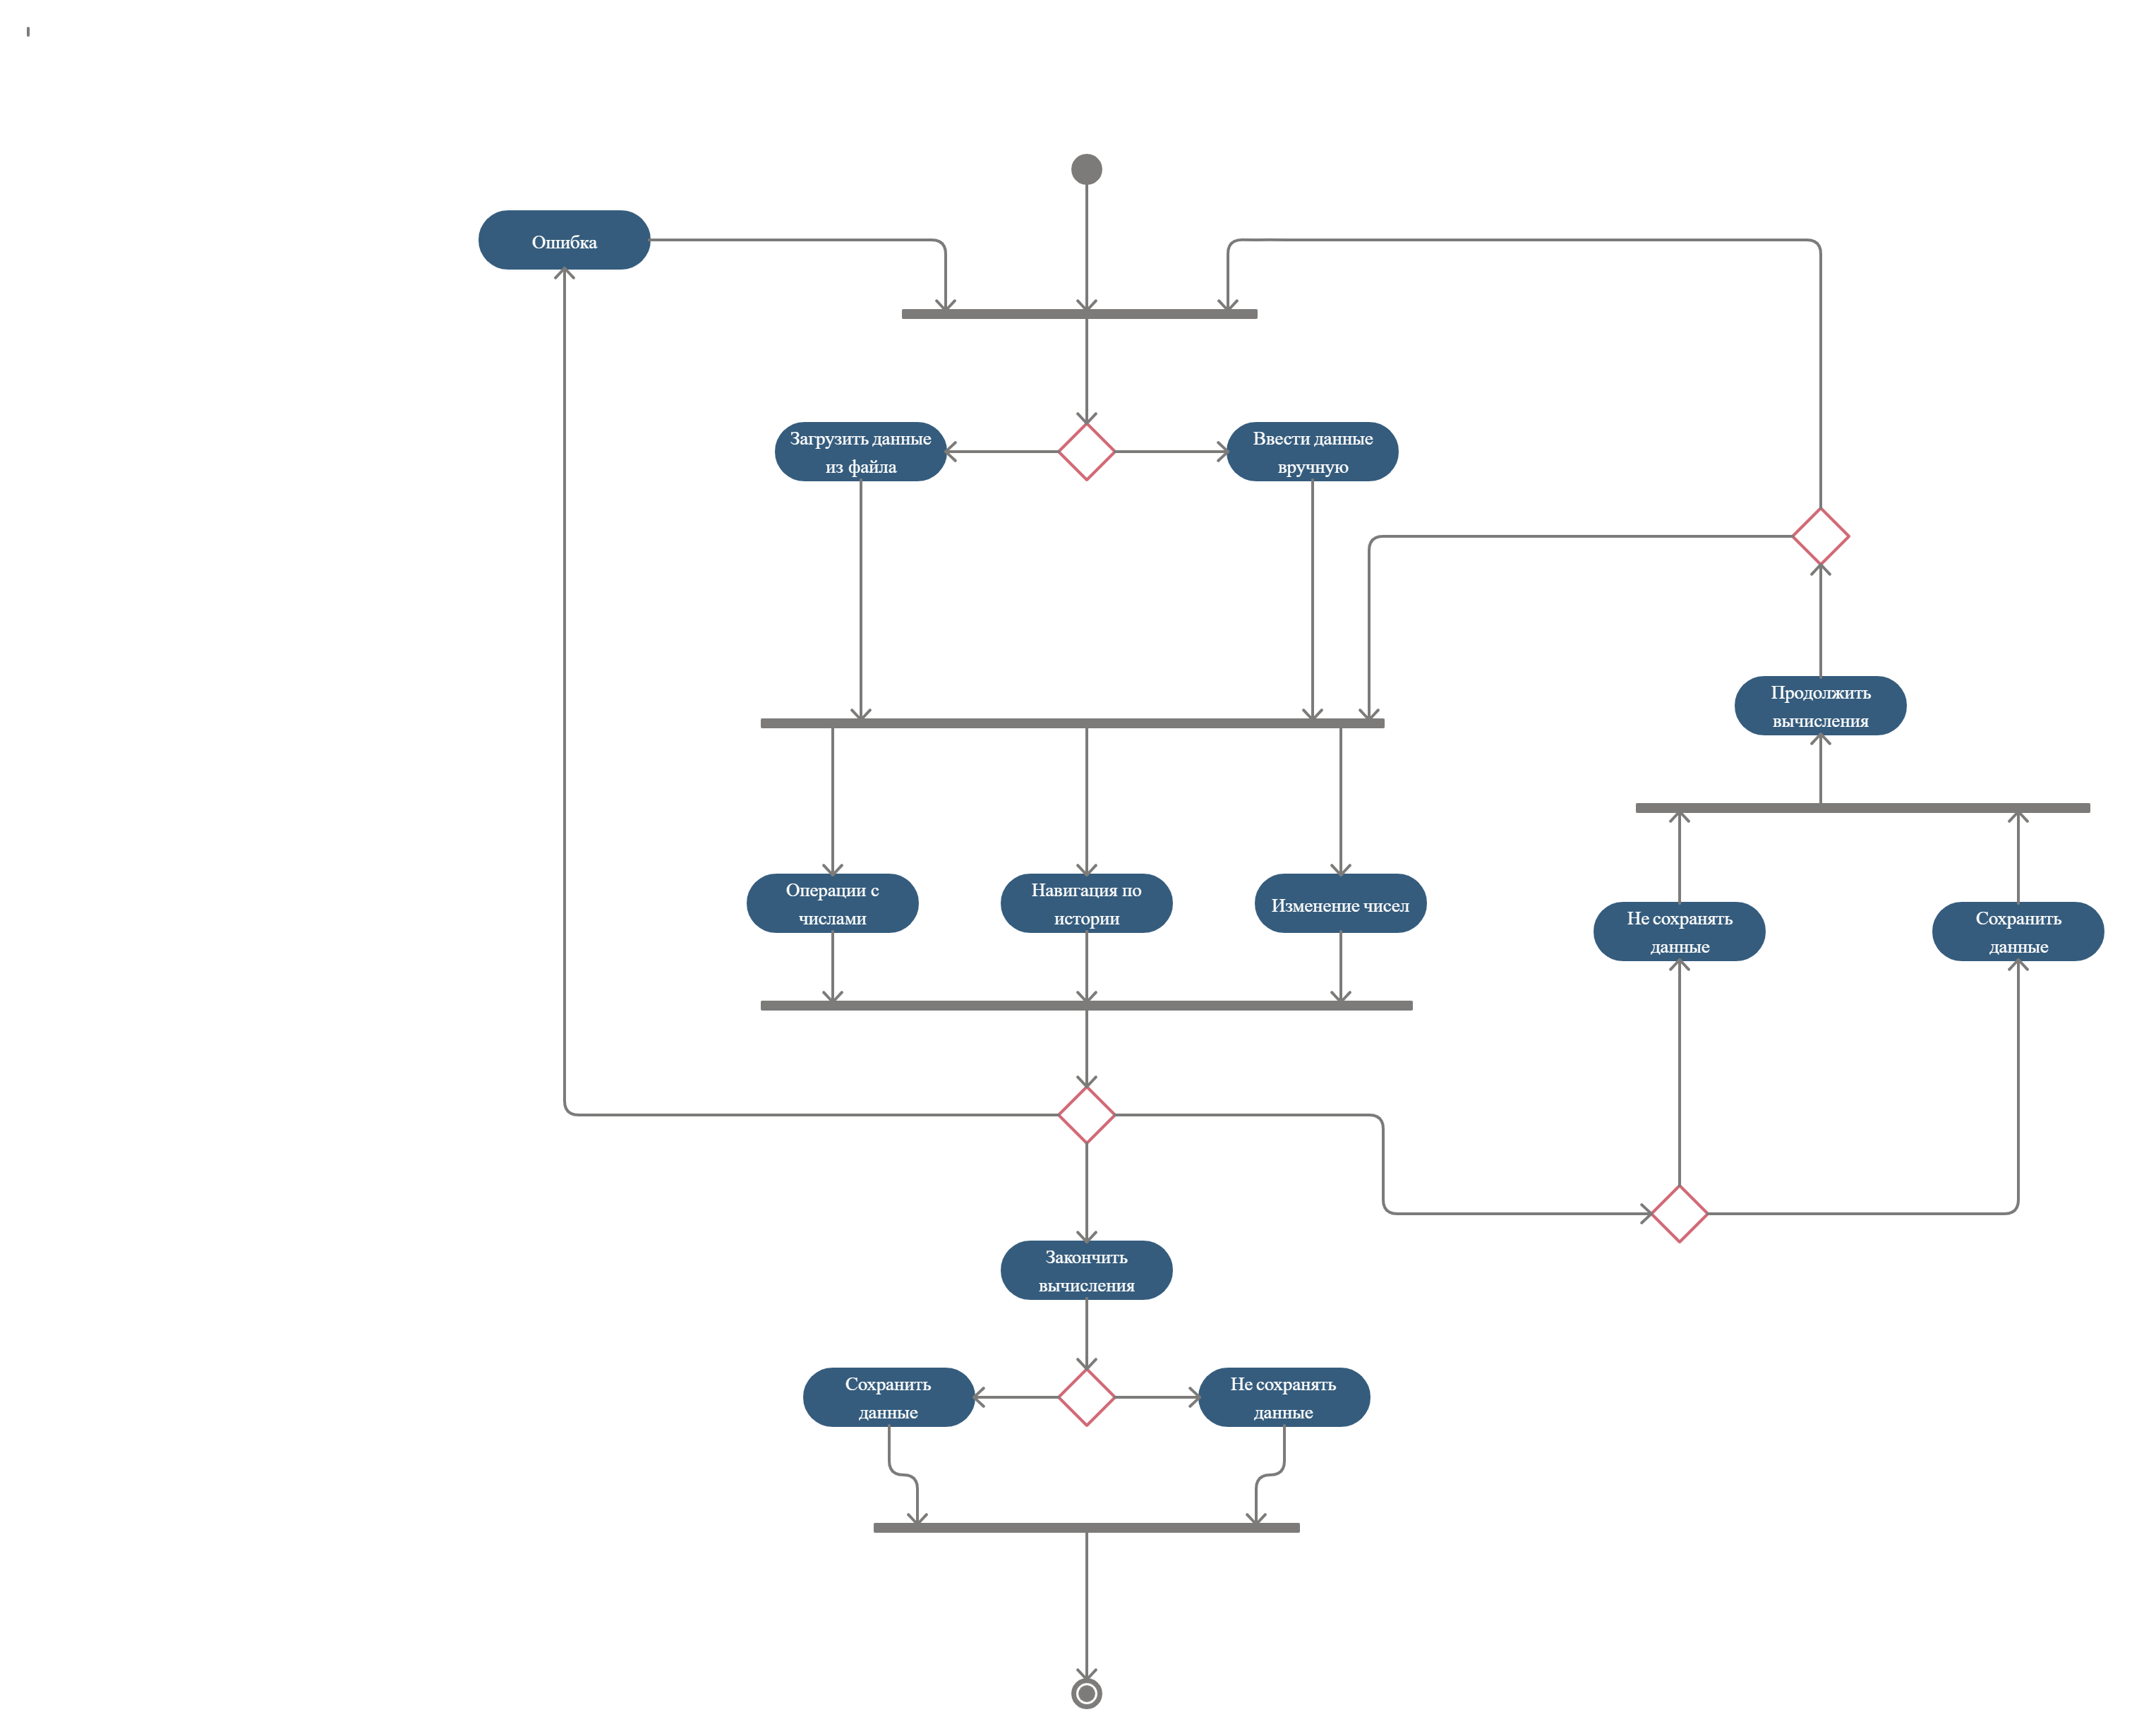 Ошибка
Загрузить данные
из файла
Ввести данные
вручную
Продолжить
вычисления
Операции с
числами
Навигация по
истории
Изменение чисел
Не сохранять
данные
Сохранить
данные
Закончить
вычисления
Сохранить
данные
Не сохранять
данные